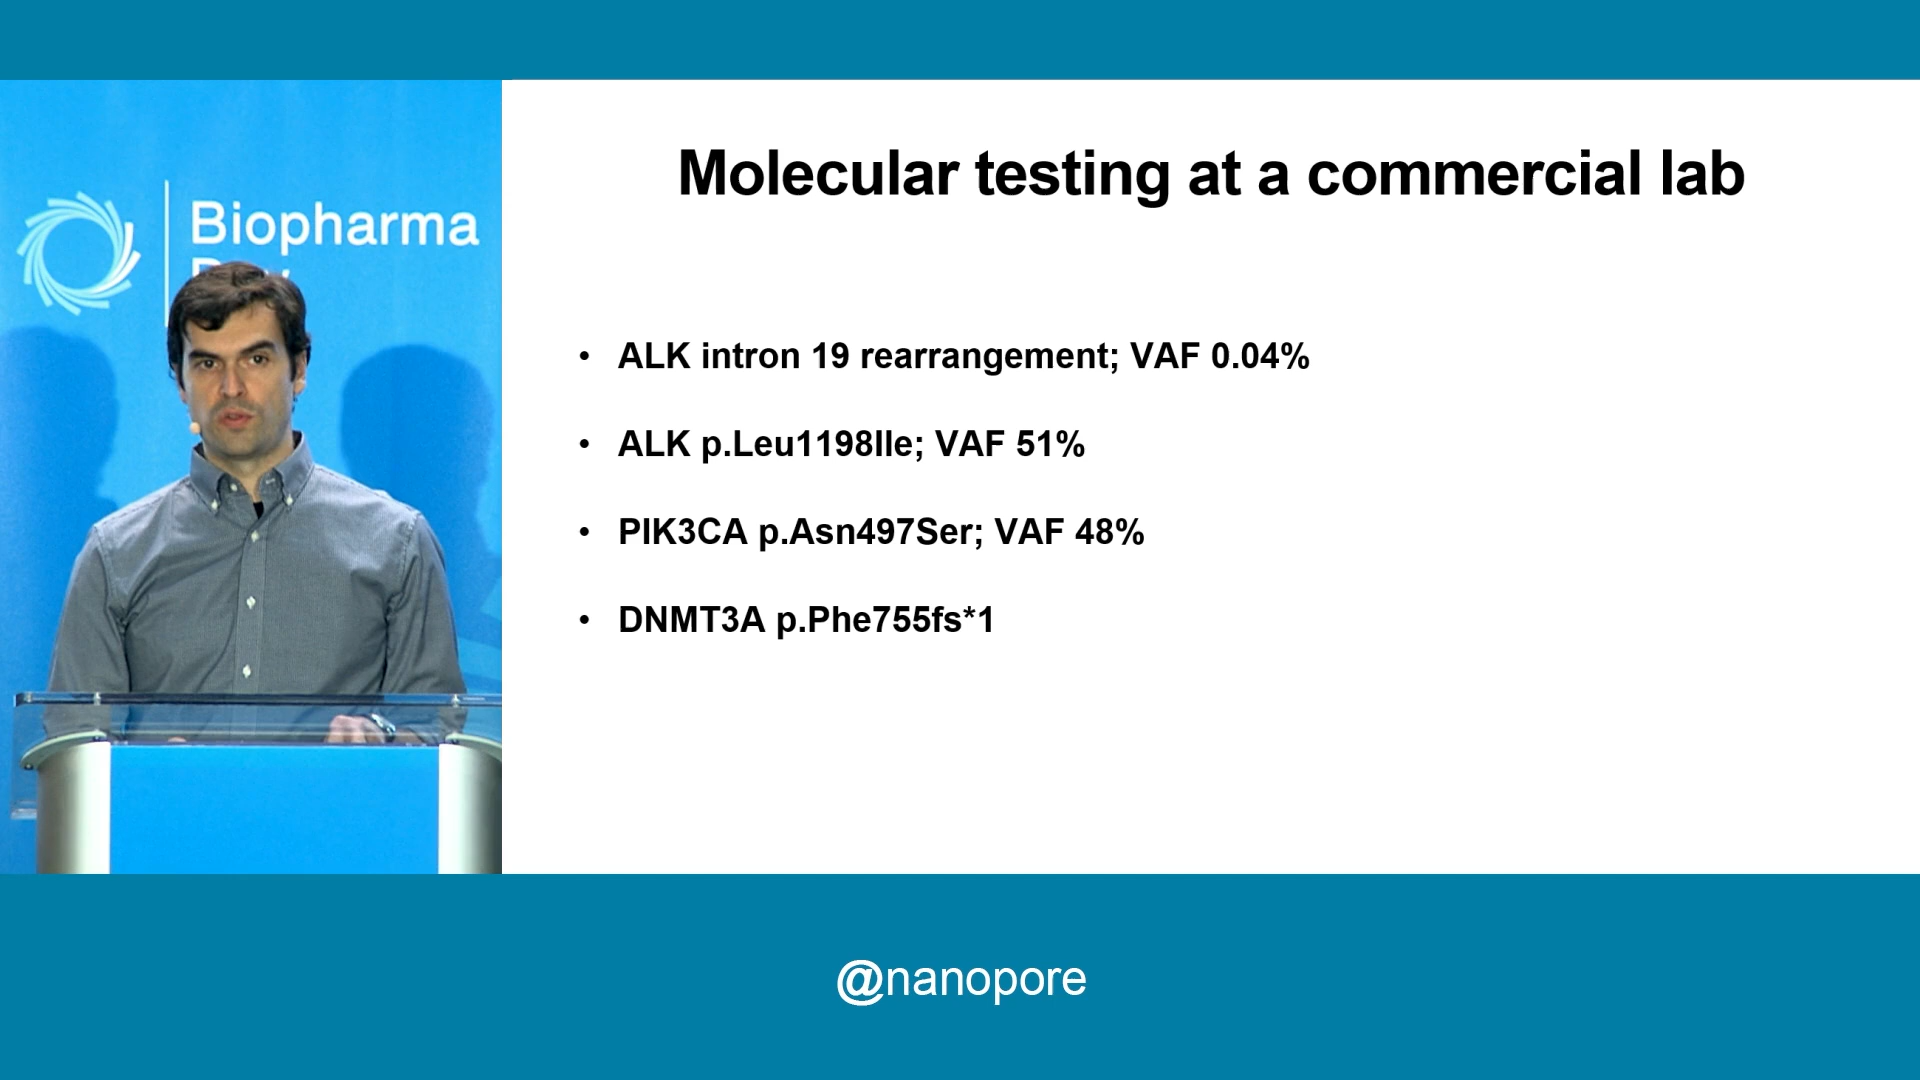 Biopharma
Molecular testing at a commercial lab
• ALK intron 19 rearrangement; VAF 0.04%
• ALK p.Leu1198Ile; VAF 51%
• PIK3CA p.Asn497Ser; VAF 48%
• DNMT3A p.Phe755fs*1
@nanopore